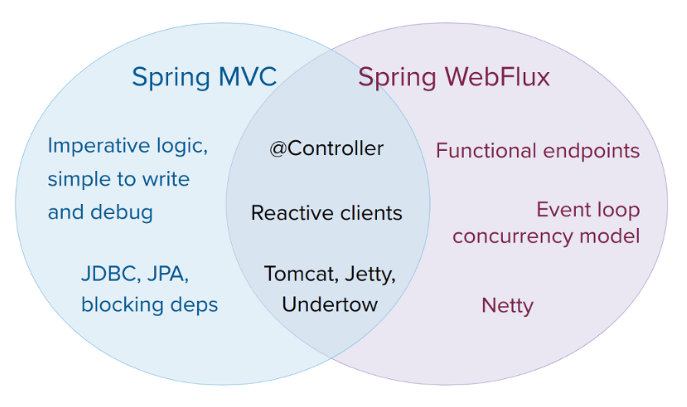 Spring MVC
Spring WebFlux
Imperative logic,
simple to write
and debug
JDBC, JPA,
blocking deps
@Controller
Reactive clients
Tomcat, Jetty,
Undertow
Functional endpoints
Event loop
concurrency model
Netty